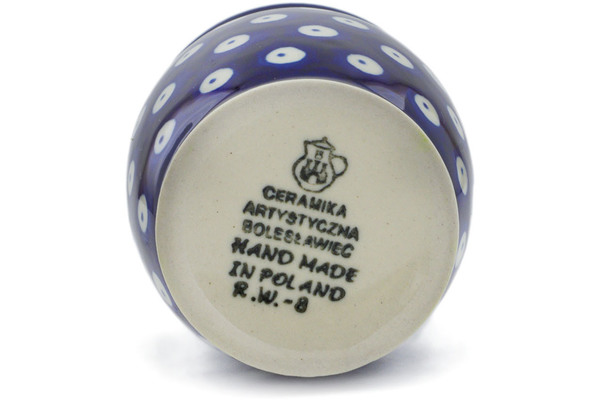 CERAMIKA
ARTYSTYCZNA
BOLESŁAWIEC
HAND MADE
IN POLAND
R.W.-8